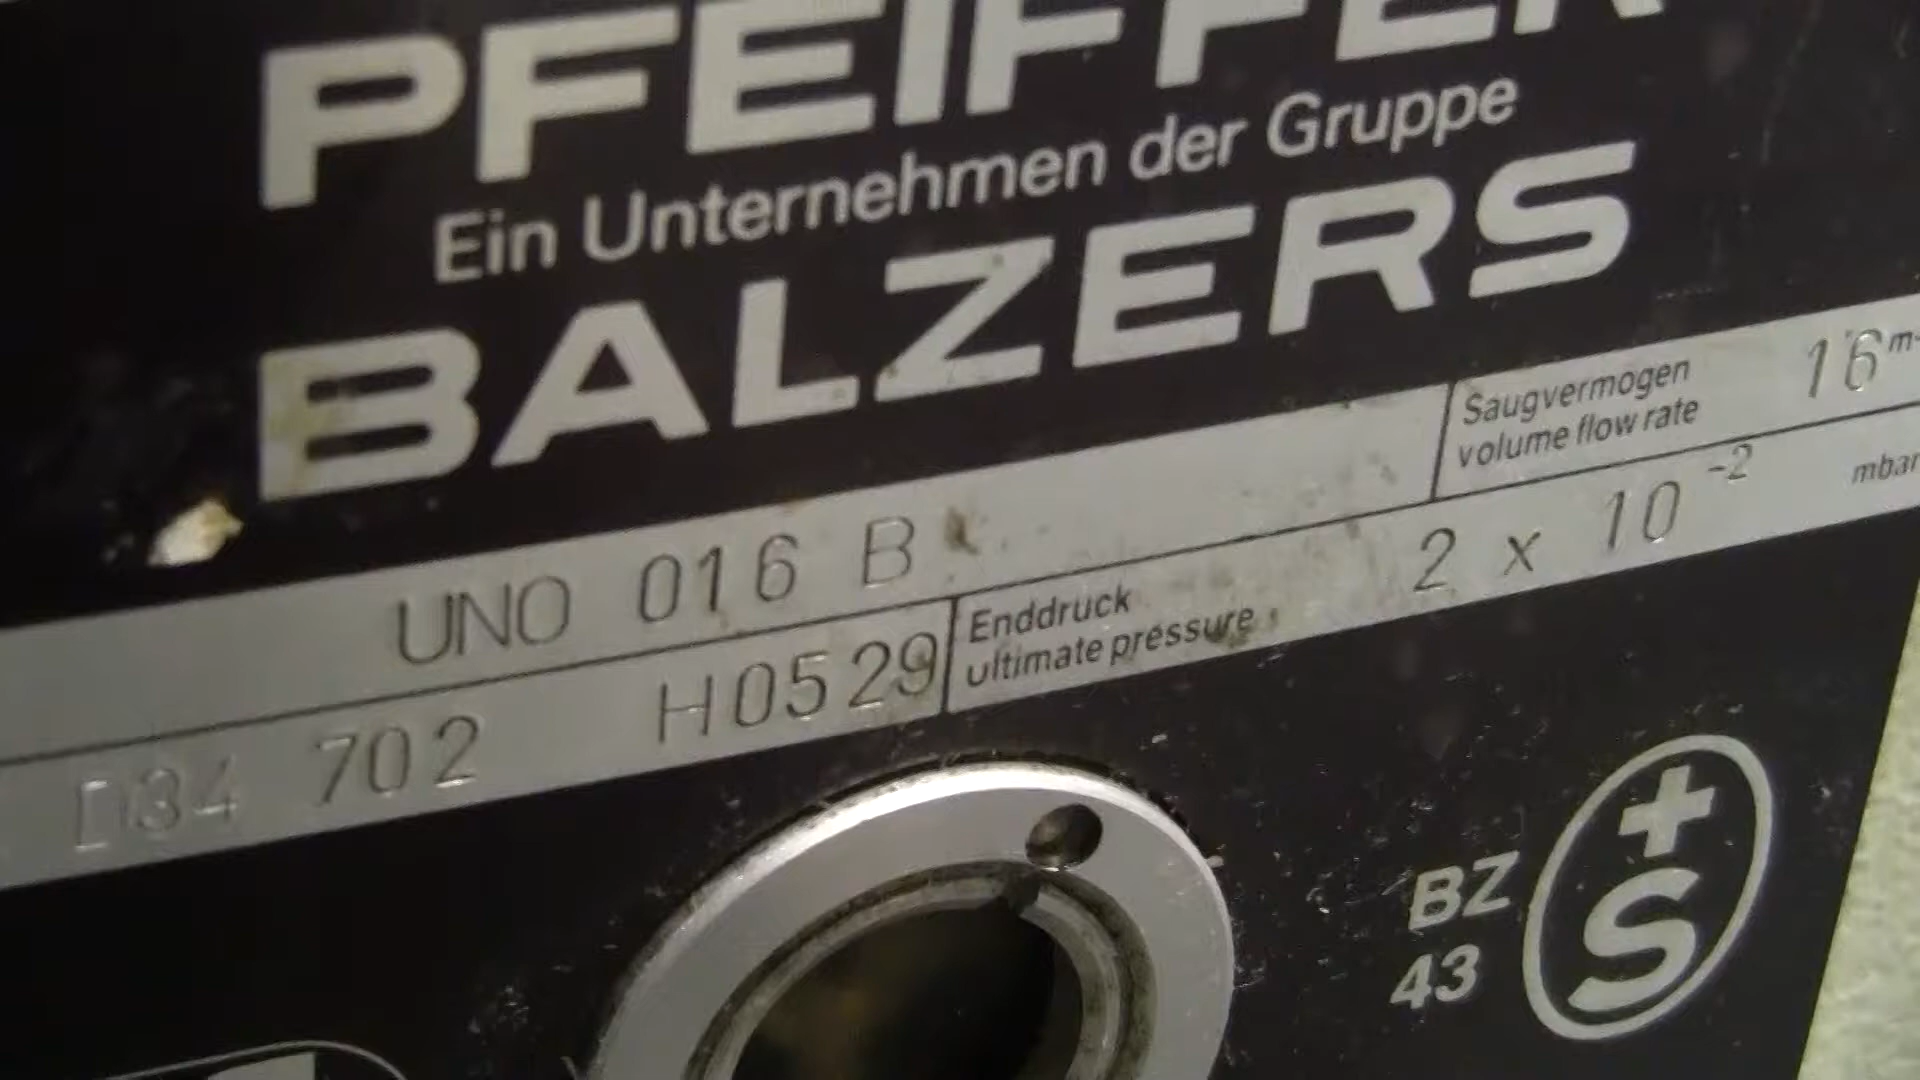 PFEIFFER
Ein Unternehmen der Gruppe
BALZERS
UNO 016 B
Saugvermogen
volume flow rate
16 m
D34 702 H0529
Enddruck
ultimate pressure
2 x 10⁻² mbar
BZ
43
S